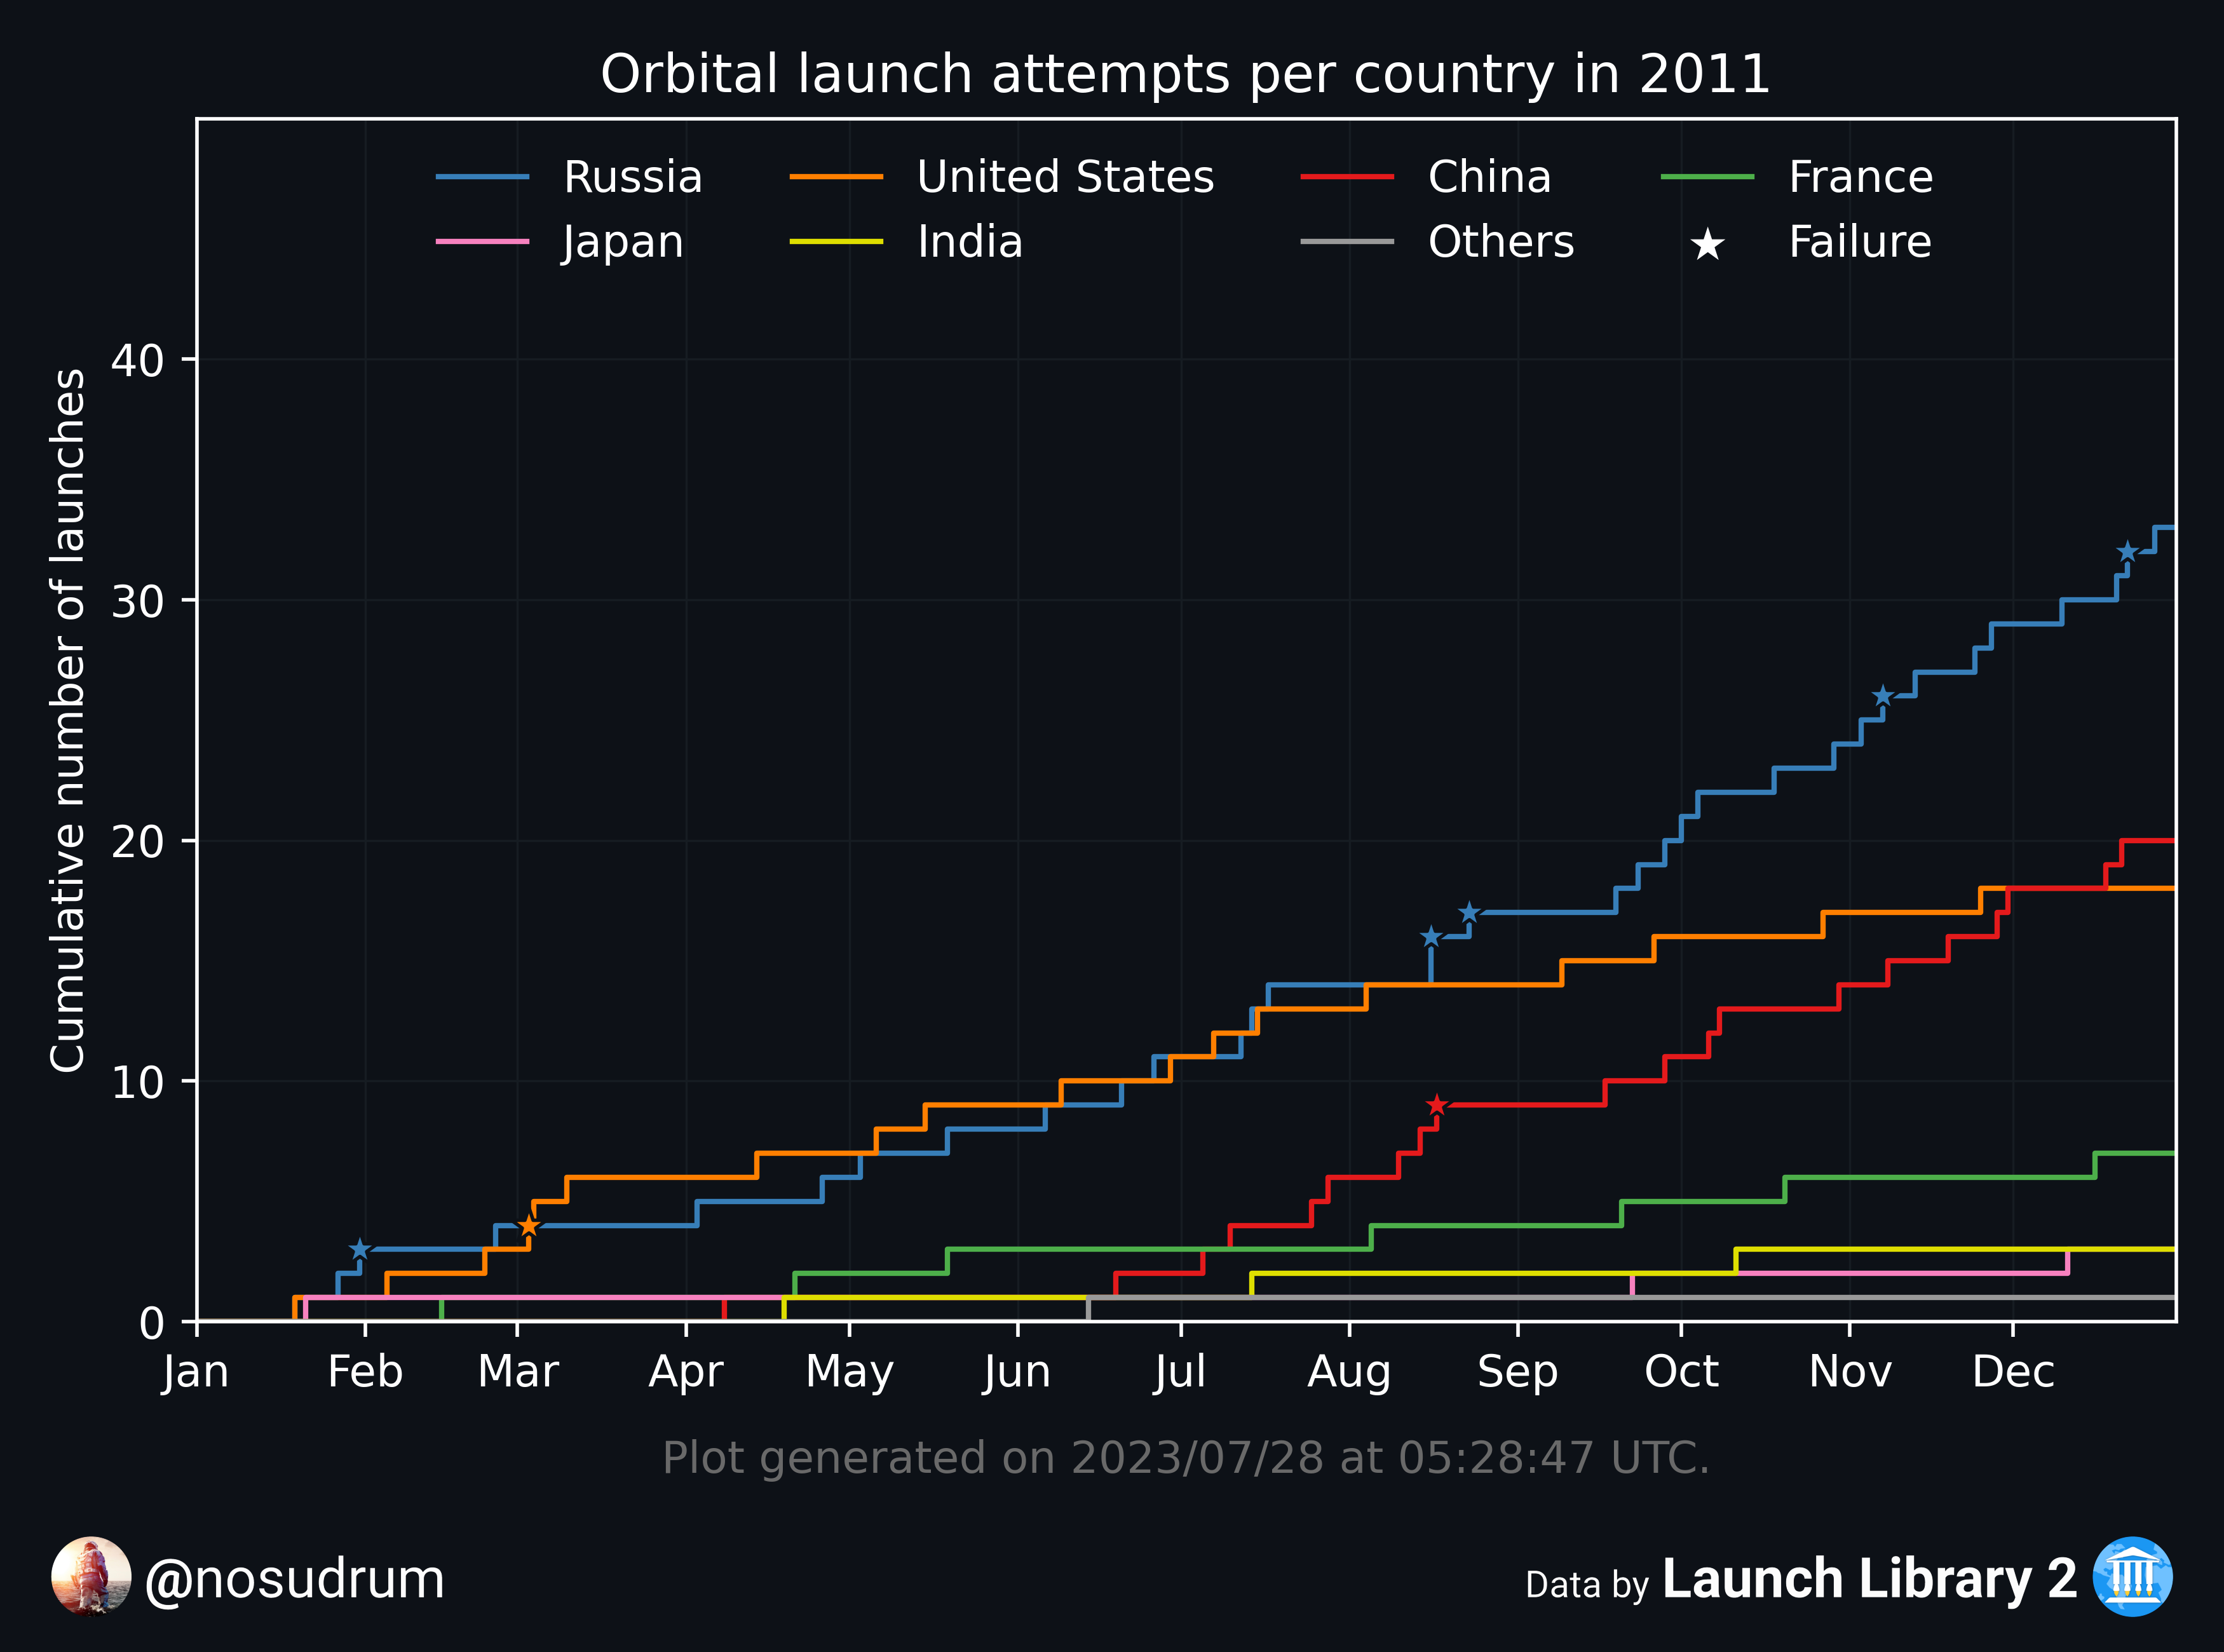 Orbital launch attempts per country in 2011
Russia United States China France
Japan India Others Failure
Cumulative number of launches
40
30
20
10
0
Jan Feb Mar Apr May Jun Jul Aug Sep Oct Nov Dec
Plot generated on 2023/07/28 at 05:28:47 UTC.
@nosudrum
Data by Launch Library 2